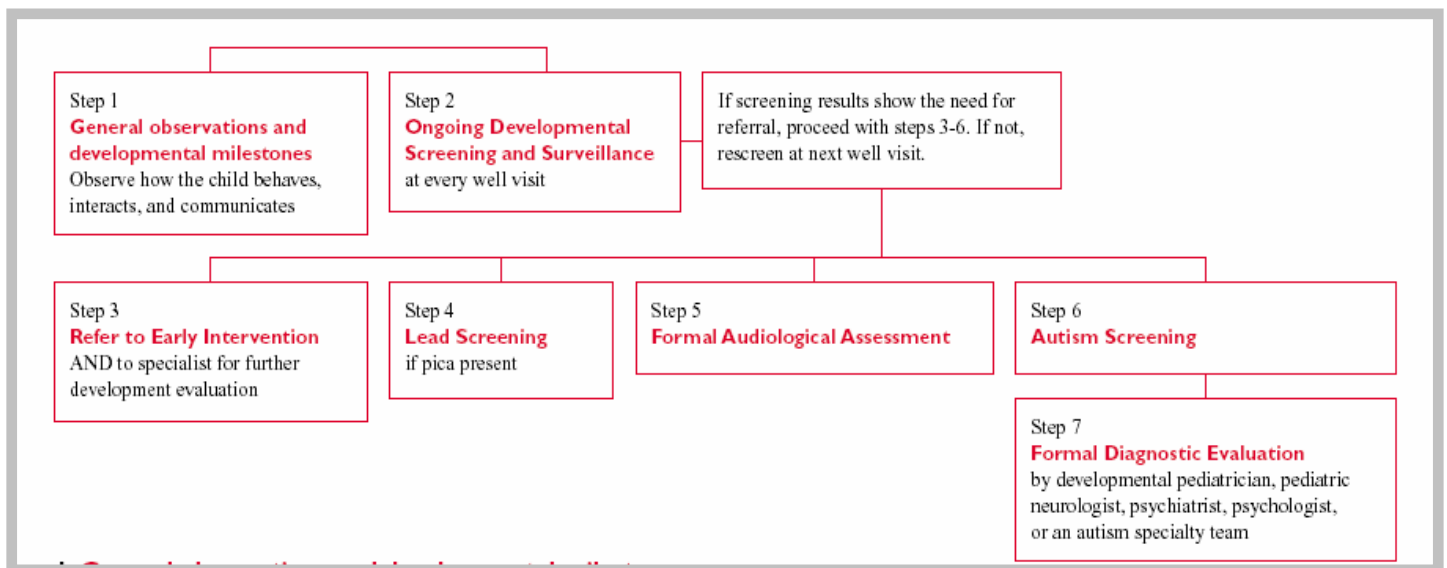 Step 1
General observations and
developmental milestones
Observe how the child behaves,
interacts, and communicates
Step 2
Ongoing Developmental
Screening and Surveillance
at every well visit
If screening results show the need for
referral, proceed with steps 3-6. If not,
rescreen at next well visit.
Step 3
Refer to Early Intervention
AND to specialist for further
development evaluation
Step 4
Lead Screening
if pica present
Step 5
Formal Audiological Assessment
Step 6
Autism Screening
Step 7
Formal Diagnostic Evaluation
by developmental pediatrician, pediatric
neurologist, psychiatrist, psychologist,
or an autism specialty team